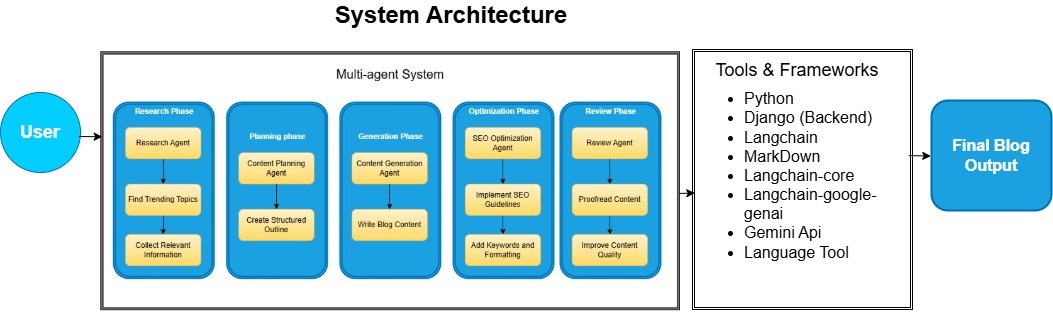 System Architecture
User
Multi-agent System
Research Phase
Research Agent
Find Trending Topics
Collect Relevant
Information
Planning phase
Content Planning
Agent
Create Structured
Outline
Generation Phase
Content Generation
Agent
Write Blog Content
Optimization Phase
SEO Optimization
Agent
Implement SEO
Guidelines
Add Keywords and
Formatting
Review Phase
Review Agent
Proofread Content
Improve Content
Quality
Tools & Frameworks
• Python
• Django (Backend)
• Langchain
• MarkDown
• Langchain-core
• Langchain-google-
genai
• Gemini Api
• Language Tool
Final Blog
Output